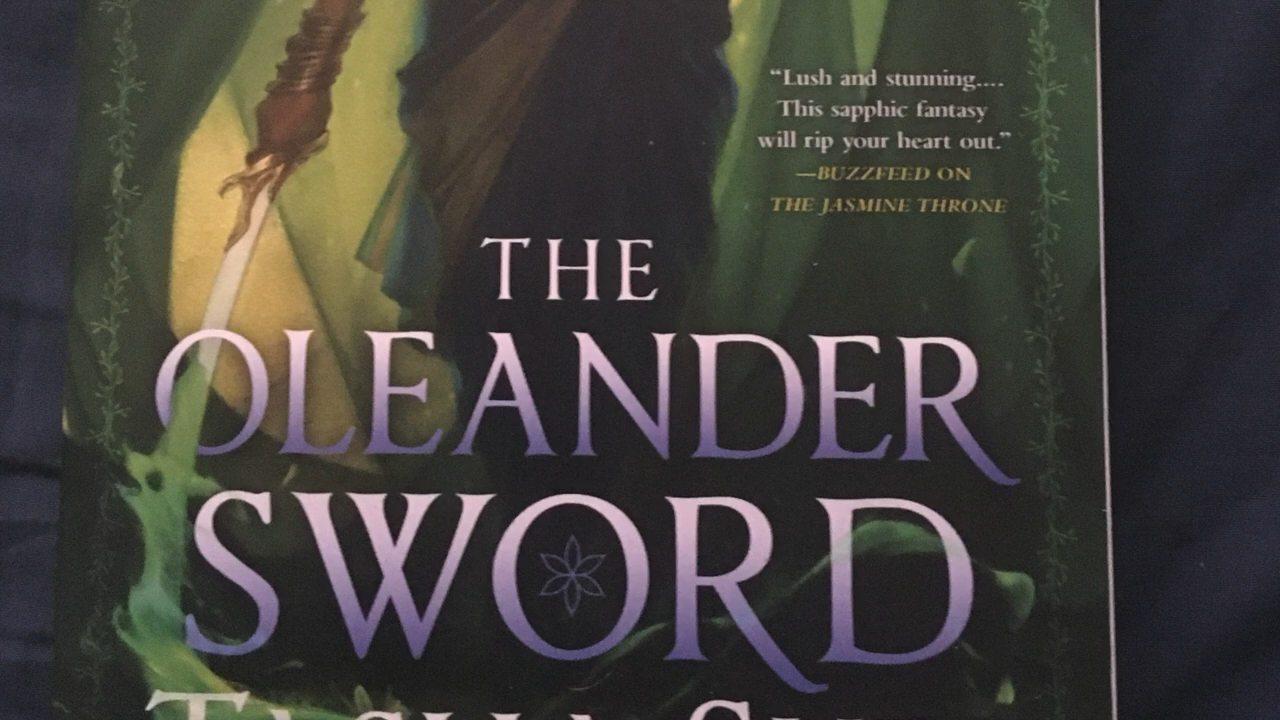 “Lush and stunning....
This sapphic fantasy
will rip your heart out.”
—BUZZFEED ON
THE JASMINE THRONE
THE
OLEANDER
SWORD
TASHA